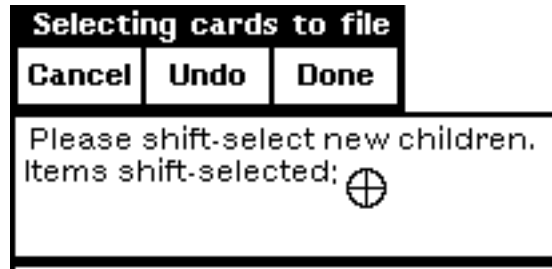 Selecting cards to file
Cancel Undo Done
Please shift-select new children.
Items shift-selected: